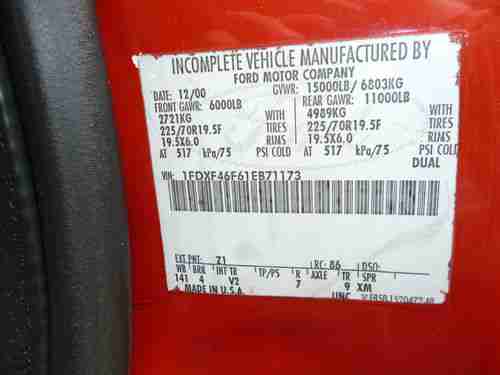 INCOMPLETE VEHICLE MANUFACTURED BY
FORD MOTOR COMPANY
DATE: 12/00 GVWR: 15000LB/ 6803KG
FRONT GAWR: 6000LB REAR GAWR: 11000LB
2721KG WITH 4989KG WITH
225/70R19.5F TIRES 225/70R19.5F TIRES
19.5X6.0 RIMS 19.5X6.0 RIMS
AT 517 kPa/75 PSI COLD AT 517 kPa/75 PSI COLD
DUAL
VIN: 1FDXF46F61EB71173
EXT PNT: Z1 RC: 86 DSO:
WB BRK INT TR TP/PS R AXLE TR SPR
141 4 V2 7 9 XM
MADE IN U.S.A. UNC